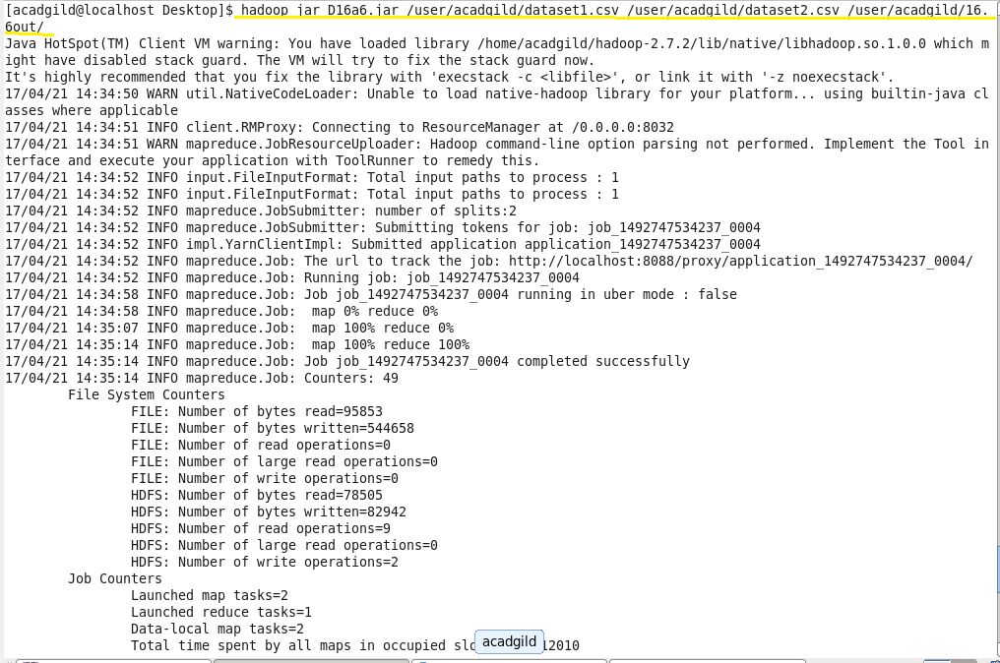 [acadgild@localhost Desktop]$ hadoop jar D16a6.jar /user/acadgild/dataset1.csv /user/acadgild/dataset2.csv /user/acadgild/16.
6out/
Java HotSpot(TM) Client VM warning: You have loaded library /home/acadgild/hadoop-2.7.2/lib/native/libhadoop.so.1.0.0 which m
ight have disabled stack guard. The VM will try to fix the stack guard now.
It's highly recommended that you fix the library with 'execstack -c <libfile>', or link it with '-z noexecstack'.
17/04/21 14:34:50 WARN util.NativeCodeLoader: Unable to load native-hadoop library for your platform... using builtin-java cl
asses where applicable
17/04/21 14:34:51 INFO client.RMProxy: Connecting to ResourceManager at /0.0.0.0:8032
17/04/21 14:34:51 WARN mapreduce.JobResourceUploader: Hadoop command-line option parsing not performed. Implement the Tool in
terface and execute your application with ToolRunner to remedy this.
17/04/21 14:34:52 INFO input.FileInputFormat: Total input paths to process : 1
17/04/21 14:34:52 INFO input.FileInputFormat: Total input paths to process : 1
17/04/21 14:34:52 INFO mapreduce.JobSubmitter: number of splits:2
17/04/21 14:34:52 INFO mapreduce.JobSubmitter: Submitting tokens for job: job_1492747534237_0004
17/04/21 14:34:52 INFO impl.YarnClientImpl: Submitted application application_1492747534237_0004
17/04/21 14:34:52 INFO mapreduce.Job: The url to track the job: http://localhost:8088/proxy/application_1492747534237_0004/
17/04/21 14:34:52 INFO mapreduce.Job: Running job: job_1492747534237_0004
17/04/21 14:34:58 INFO mapreduce.Job: Job job_1492747534237_0004 running in uber mode : false
17/04/21 14:34:58 INFO mapreduce.Job:  map 0% reduce 0%
17/04/21 14:35:07 INFO mapreduce.Job:  map 100% reduce 0%
17/04/21 14:35:14 INFO mapreduce.Job:  map 100% reduce 100%
17/04/21 14:35:14 INFO mapreduce.Job: Job job_1492747534237_0004 completed successfully
17/04/21 14:35:14 INFO mapreduce.Job: Counters: 49
File System Counters
FILE: Number of bytes read=95853
FILE: Number of bytes written=544658
FILE: Number of read operations=0
FILE: Number of large read operations=0
FILE: Number of write operations=0
HDFS: Number of bytes read=78505
HDFS: Number of bytes written=82942
HDFS: Number of read operations=9
HDFS: Number of large read operations=0
HDFS: Number of write operations=2
Job Counters
Launched map tasks=2
Launched reduce tasks=1
Data-local map tasks=2
Total time spent by all maps in occupied
acadgild